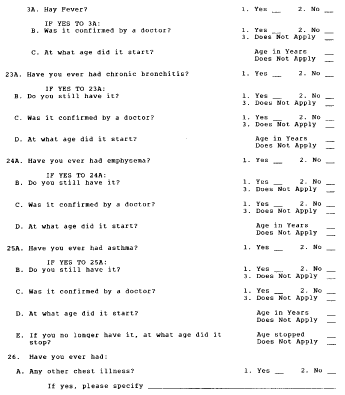 3A. Hay Fever? 1. Yes __ 2. No __
IF YES TO 3A:
B. Was it confirmed by a doctor? 1. Yes __ 2. No __
3. Does Not Apply __
C. At what age did it start? Age in Years __
Does Not Apply __
23A. Have you ever had chronic bronchitis? 1. Yes __ 2. No __
IF YES TO 23A:
B. Do you still have it? 1. Yes __ 2. No __
3. Does Not Apply __
C. Was it confirmed by a doctor? 1. Yes __ 2. No __
3. Does Not Apply __
D. At what age did it start? Age in Years __
Does Not Apply __
24A. Have you ever had emphysema? 1. Yes __ 2. No __
IF YES TO 24A:
B. Do you still have it? 1. Yes __ 2. No __
3. Does Not Apply __
C. Was it confirmed by a doctor? 1. Yes __ 2. No __
3. Does Not Apply __
D. At what age did it start? Age in Years __
Does Not Apply __
25A. Have you ever had asthma? 1. Yes __ 2. No __
IF YES TO 25A:
B. Do you still have it? 1. Yes __ 2. No __
3. Does Not Apply __
C. Was it confirmed by a doctor? 1. Yes __ 2. No __
3. Does Not Apply __
D. At what age did it start? Age in Years __
Does Not Apply __
E. If you no longer have it, at what age did it Age stopped __
stop? Does Not Apply __
26. Have you ever had:
A. Any other chest illness? 1. Yes __ 2. No __
If yes, please specify ______________________________